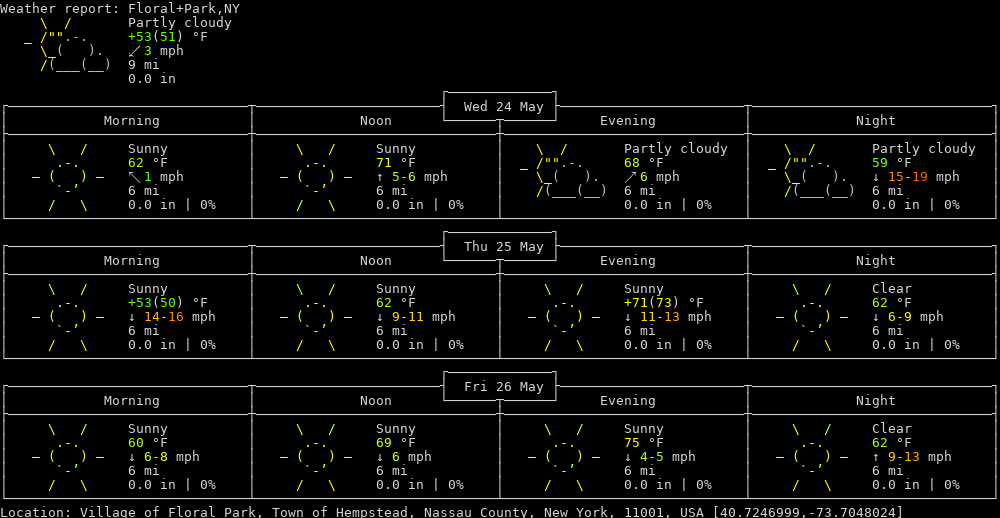 Weather report: Floral+Park,NY
Partly cloudy
+53(51) °F
↙ 3 mph
9 mi
0.0 in
Wed 24 May
Morning Noon Evening Night
Sunny Sunny Partly cloudy Partly cloudy
62 °F 71 °F 68 °F 59 °F
↖ 1 mph ↑ 5-6 mph ↗ 6 mph ↓ 15-19 mph
6 mi 6 mi 6 mi 6 mi
0.0 in | 0% 0.0 in | 0% 0.0 in | 0% 0.0 in | 0%
Thu 25 May
Morning Noon Evening Night
Sunny Sunny Sunny Clear
+53(50) °F 62 °F +71(73) °F 62 °F
↓ 14-16 mph ↓ 9-11 mph ↓ 11-13 mph ↓ 6-9 mph
6 mi 6 mi 6 mi 6 mi
0.0 in | 0% 0.0 in | 0% 0.0 in | 0% 0.0 in | 0%
Fri 26 May
Morning Noon Evening Night
Sunny Sunny Sunny Clear
60 °F 69 °F 75 °F 62 °F
↓ 6-8 mph ↓ 6 mph ↓ 4-5 mph ↑ 9-13 mph
6 mi 6 mi 6 mi 6 mi
0.0 in | 0% 0.0 in | 0% 0.0 in | 0% 0.0 in | 0%
Location: Village of Floral Park, Town of Hempstead, Nassau County, New York, 11001, USA [40.7246999,-73.7048024]